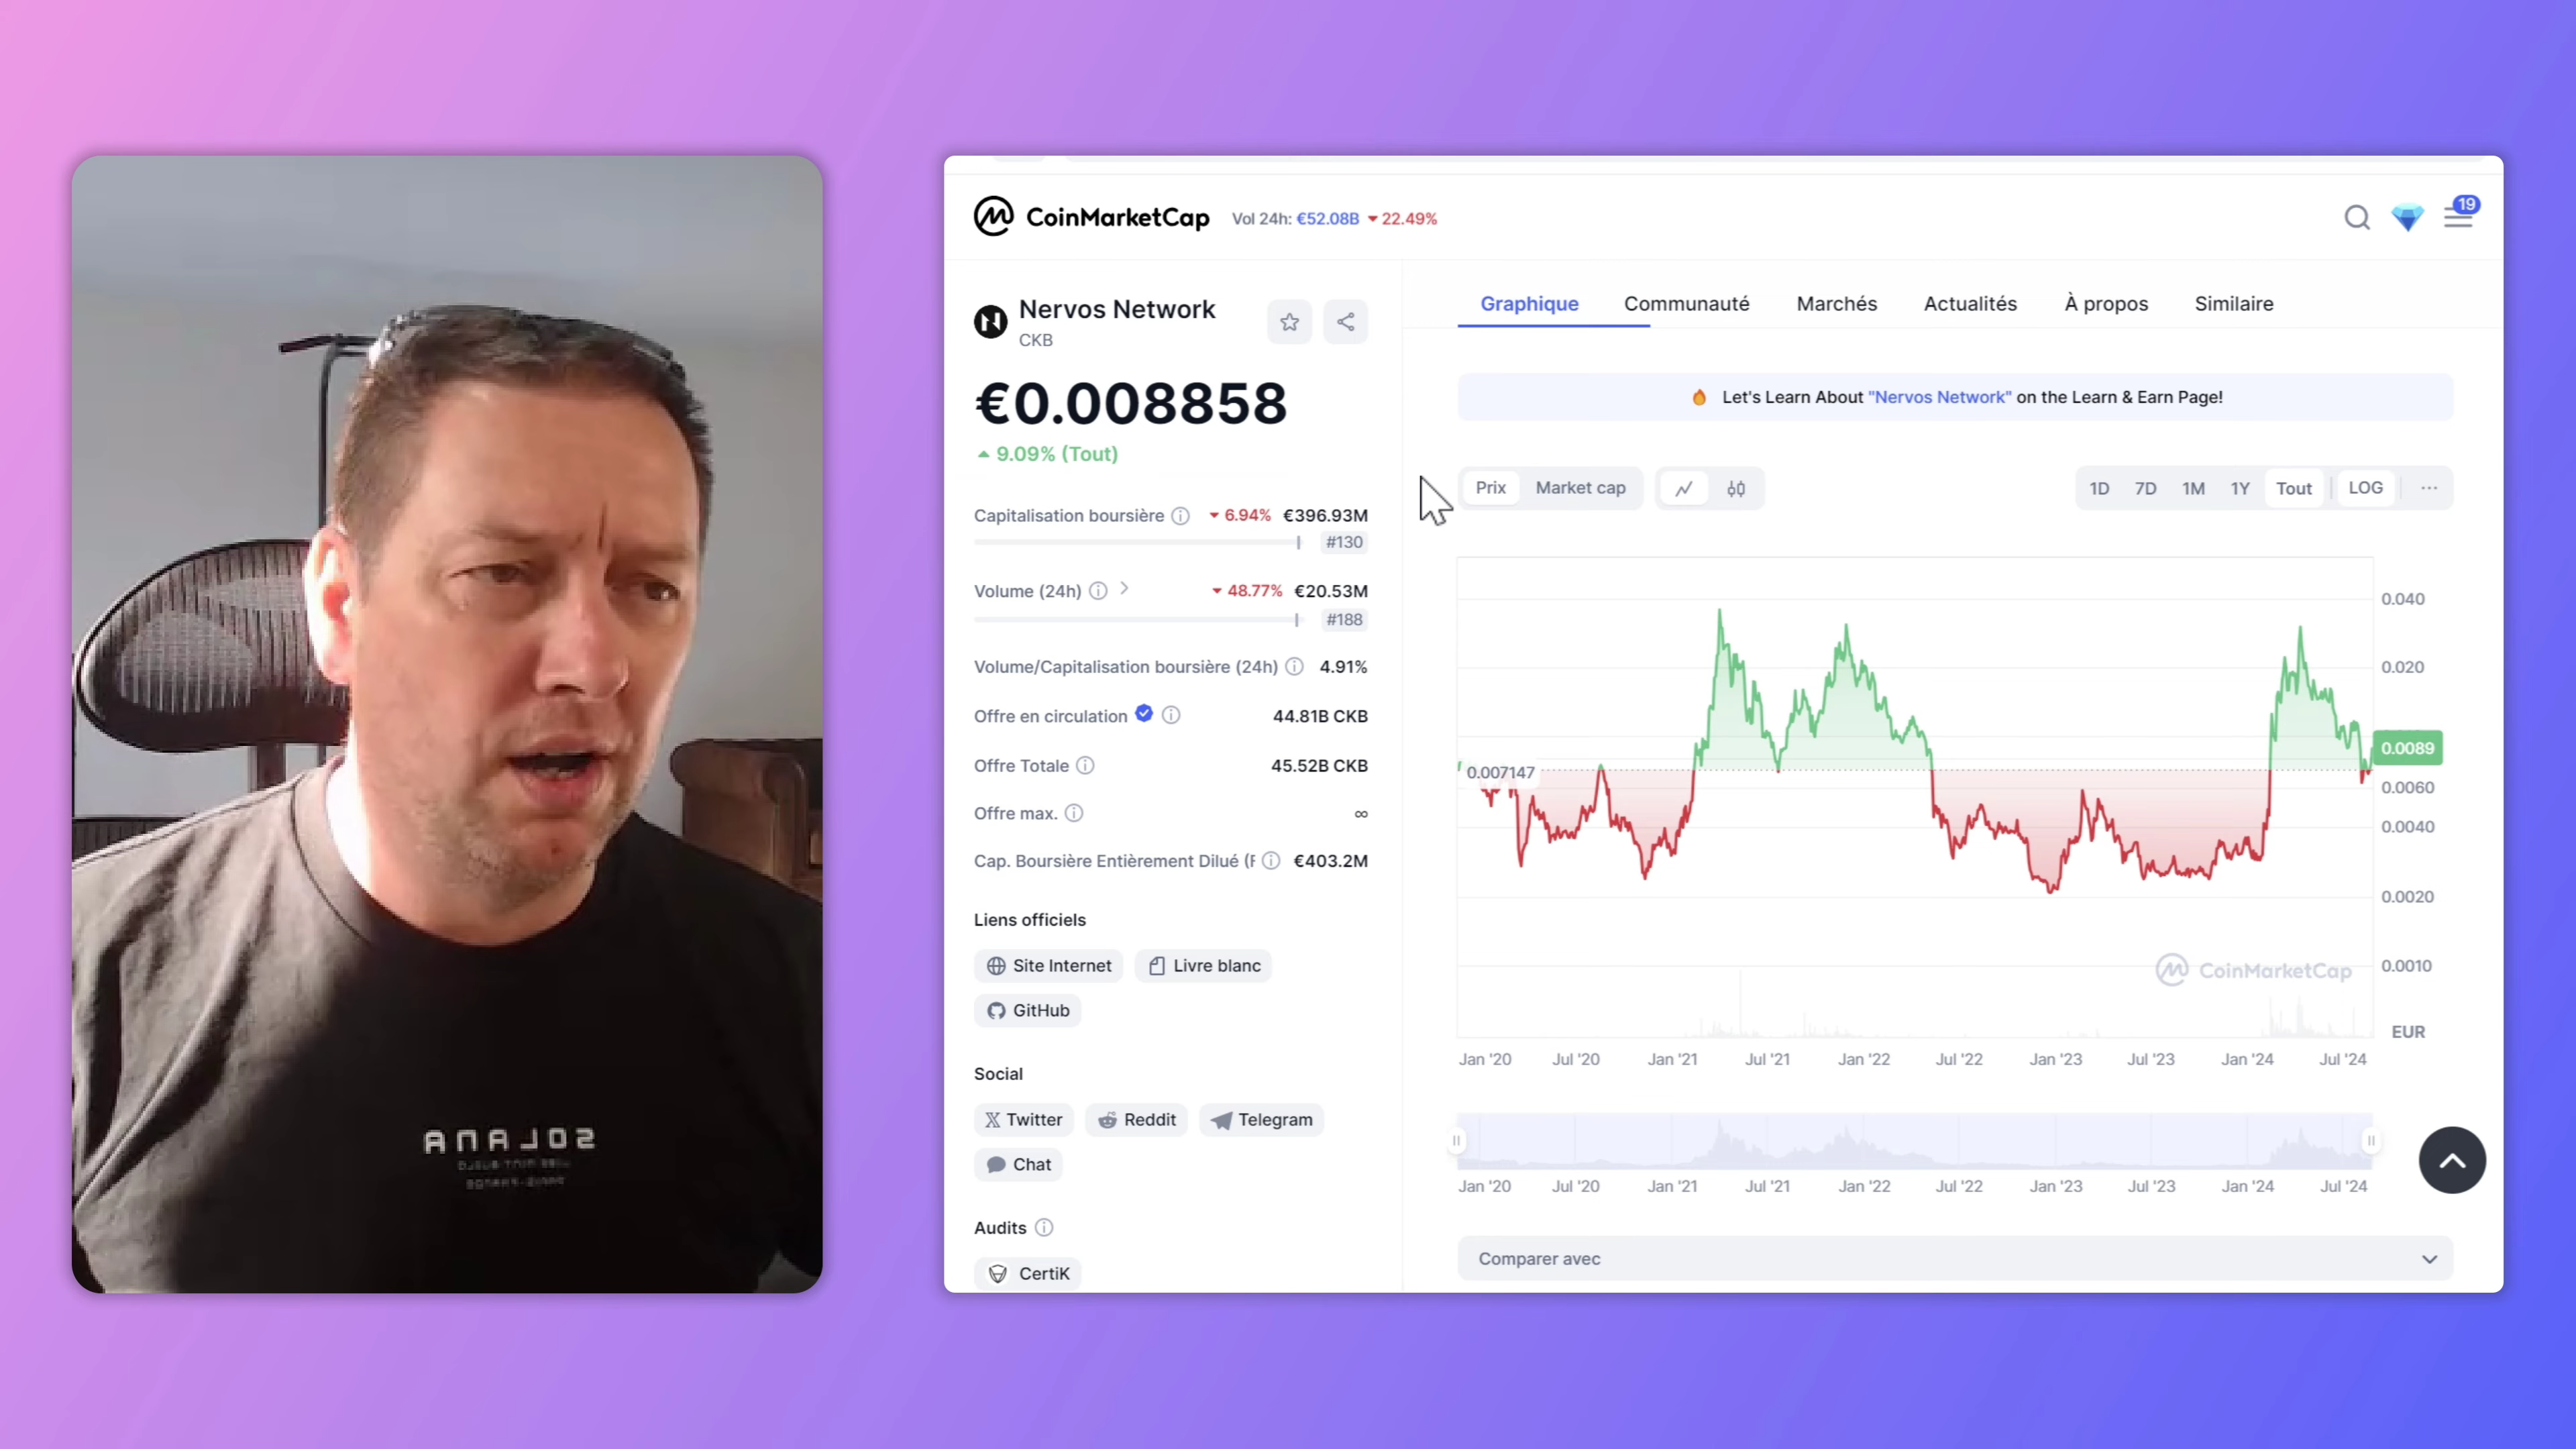 CoinMarketCap Vol 24h: €52.08B 22.49% 19
Nervos Network
CKB
€0.008858
9.09% (Tout)
Capitalisation boursière 6.94% €396.93M
#130
Volume (24h) 48.77% €20.53M
#188
Volume/Capitalisation boursière (24h) 4.91%
Offre en circulation 44.81B CKB
Offre Totale 45.52B CKB
Offre max. ∞
Cap. Boursière Entièrement Dilué (F €403.2M
Liens officiels
Site Internet Livre blanc
GitHub
Social
Twitter Reddit Telegram
Chat
Audits
CertiK
Graphique Communauté Marchés Actualités À propos Similaire
Let's Learn About "Nervos Network" on the Learn & Earn Page!
Prix Market cap 1D 7D 1M 1Y Tout LOG ...
0.040
0.020
0.0089
0.007147
0.0060
0.0040
0.0020
CoinMarketCap 0.0010
EUR
Jan '20 Jul '20 Jan '21 Jul '21 Jan '22 Jul '22 Jan '23 Jul '23 Jan '24 Jul '24
Jan '20 Jul '20 Jan '21 Jul '21 Jan '22 Jul '22 Jan '23 Jul '23 Jan '24 Jul '24
Comparer avec
SOLANA